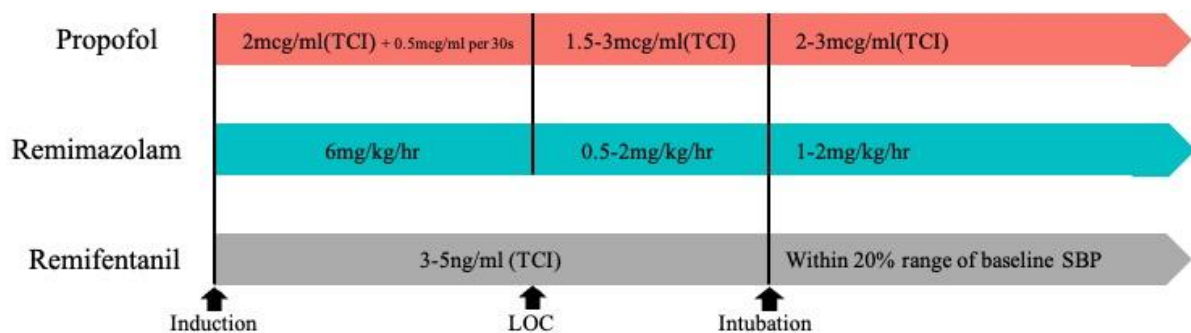 Propofol
2mcg/ml(TCI) + 0.5mcg/ml per 30s
1.5-3mcg/ml(TCI)
2-3mcg/ml(TCI)
Remimazolam
6mg/kg/hr
0.5-2mg/kg/hr
1-2mg/kg/hr
Remifentanil
3-5ng/ml (TCI)
Within 20% range of baseline SBP
Induction
LOC
Intubation